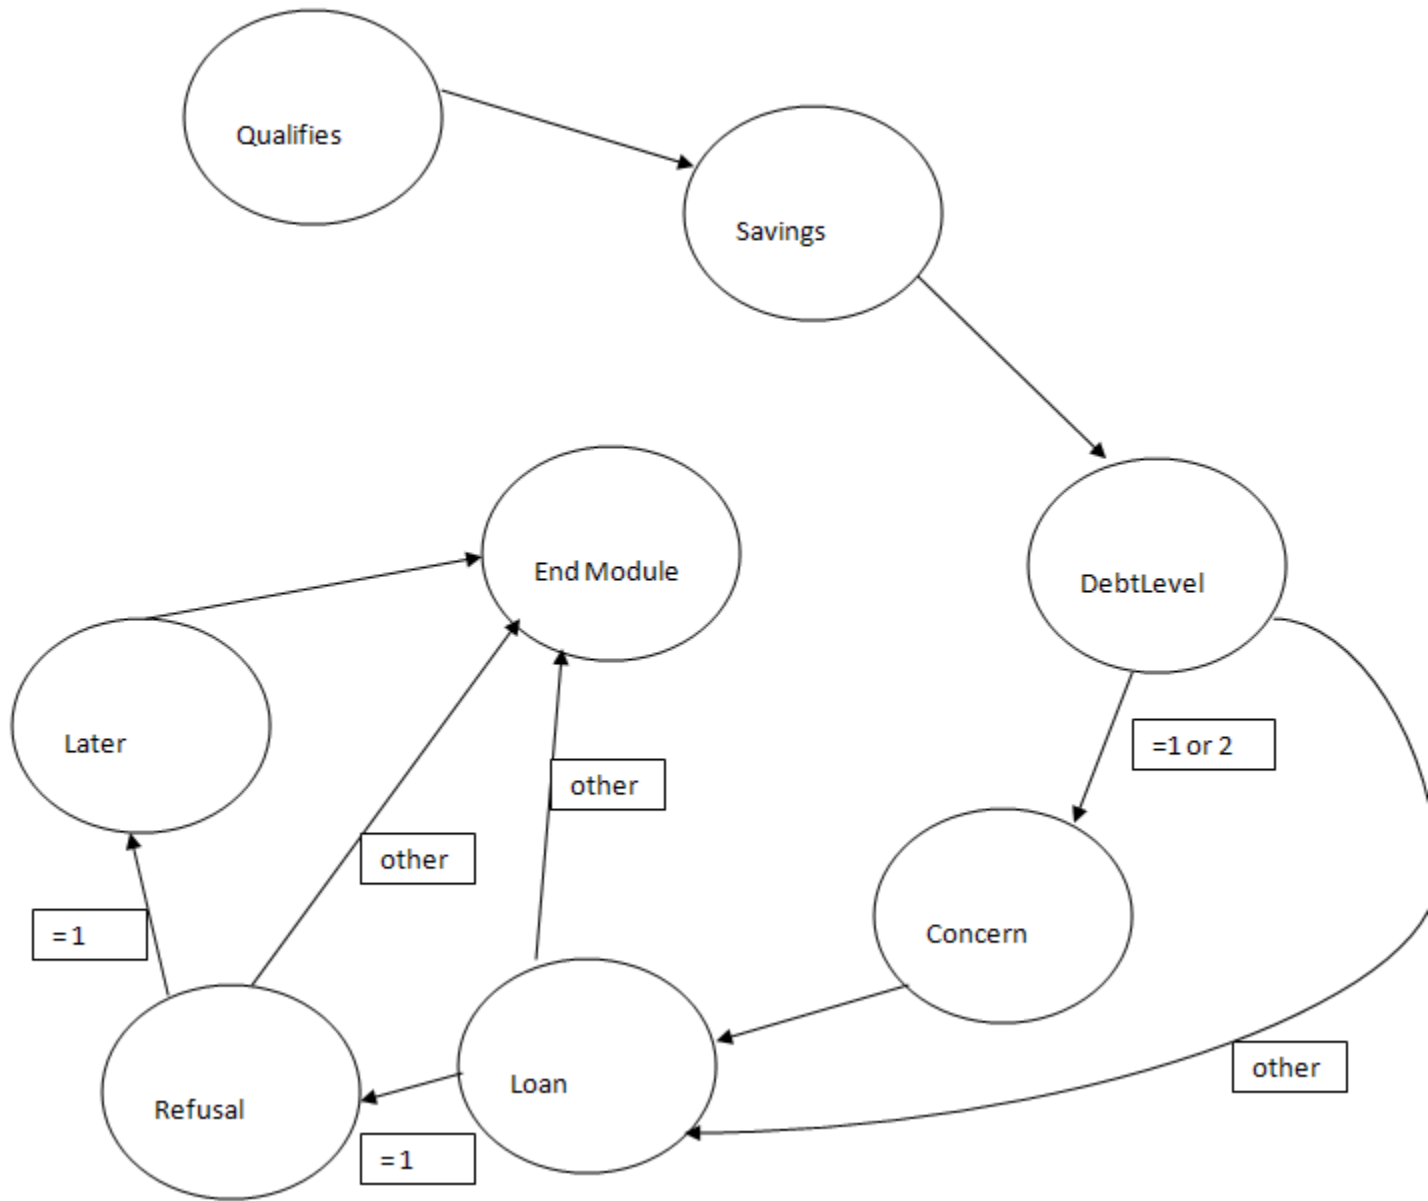 Qualifies
Savings
End Module
DebtLevel
Later
=1 or 2
other
other
= 1
Concern
other
Loan
Refusal
= 1